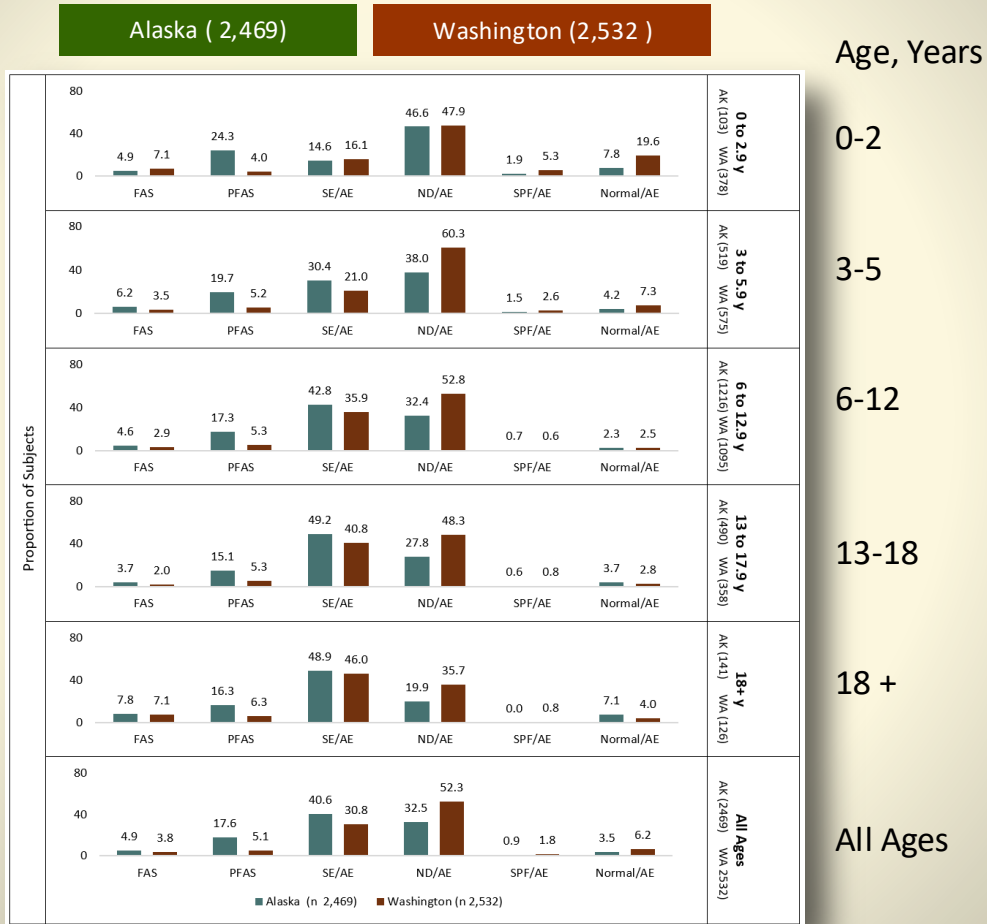 Alaska ( 2,469)
Washington (2,532 )
Age, Years
Proportion of Subjects
80
40
0
4.9 7.1 24.3 4.0 14.6 16.1 46.6 47.9 1.9 5.3 7.8 19.6
FAS PFAS SE/AE ND/AE SPF/AE Normal/AE
0 to 2.9 y
AK (103) WA (378)
0-2
80
40
0
6.2 3.5 19.7 5.2 30.4 21.0 38.0 60.3 1.5 2.6 4.2 7.3
FAS PFAS SE/AE ND/AE SPF/AE Normal/AE
3 to 5.9 y
AK (519) WA (575)
3-5
80
40
0
4.6 2.9 17.3 5.3 42.8 35.9 32.4 52.8 0.7 0.6 2.3 2.5
FAS PFAS SE/AE ND/AE SPF/AE Normal/AE
6 to 12.9 y
AK (1216) WA (1095)
6-12
80
40
0
3.7 2.0 15.1 5.3 49.2 40.8 27.8 48.3 0.6 0.8 3.7 2.8
FAS PFAS SE/AE ND/AE SPF/AE Normal/AE
13 to 17.9 y
AK (490) WA (358)
13-18
80
40
0
7.8 7.1 16.3 6.3 48.9 46.0 19.9 35.7 0.0 0.8 7.1 4.0
FAS PFAS SE/AE ND/AE SPF/AE Normal/AE
18+ y
AK (141) WA (126)
18 +
80
40
0
4.9 3.8 17.6 5.1 40.6 30.8 32.5 52.3 0.9 1.8 3.5 6.2
FAS PFAS SE/AE ND/AE SPF/AE Normal/AE
All Ages
AK (2469) WA 2532)
All Ages
Alaska (n 2,469) Washington (n 2,532)